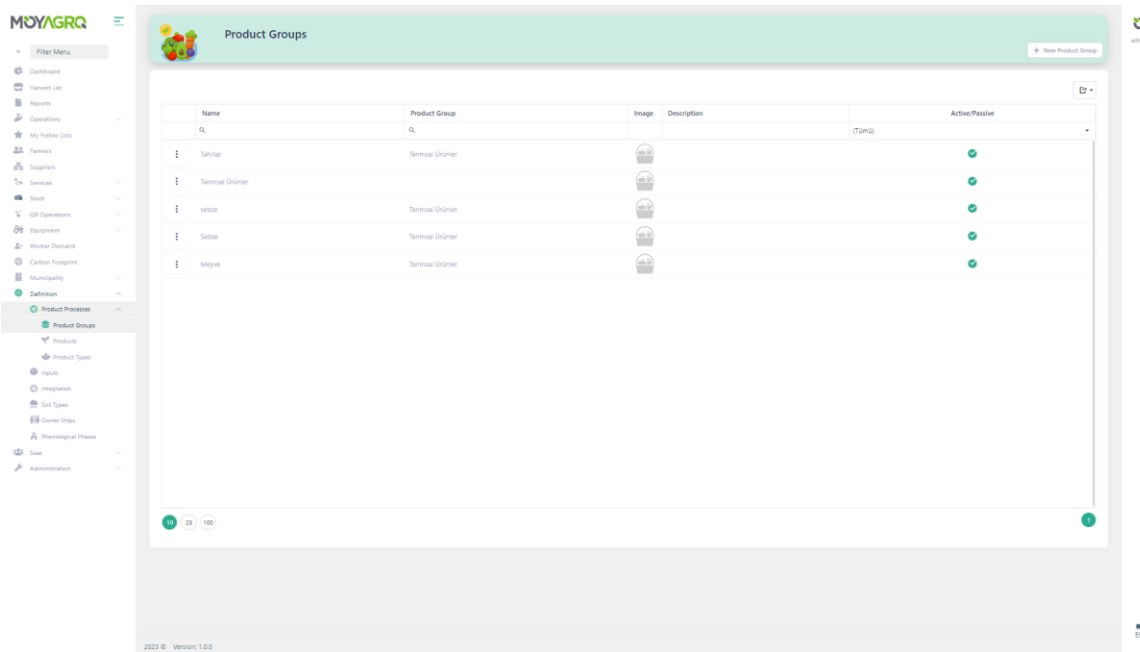 MOYAGRO
Filter Menu
Dashboard
Harvest List
Reports
Operations
My Follow Lists
Farmers
Suppliers
Services
Stock
QR Operations
Equipment
Worker Demand
Carbon Footprint
Municipality
Definition
Product Processes
Product Groups
Products
Product Types
Inputs
Integration
Soil Types
Owner Ships
Phenological Phases
Saas
Administration
Product Groups
+ New Product Group
Name Product Group Image Description Active/Passive
(Tümü)
Tahıllar Tarımsal Ürünler
Tarımsal Ürünler
sebze Tarımsal Ürünler
Sebze Tarımsal Ürünler
Meyve Tarımsal Ürünler
10 25 100
1
2023 © Version: 1.0.0